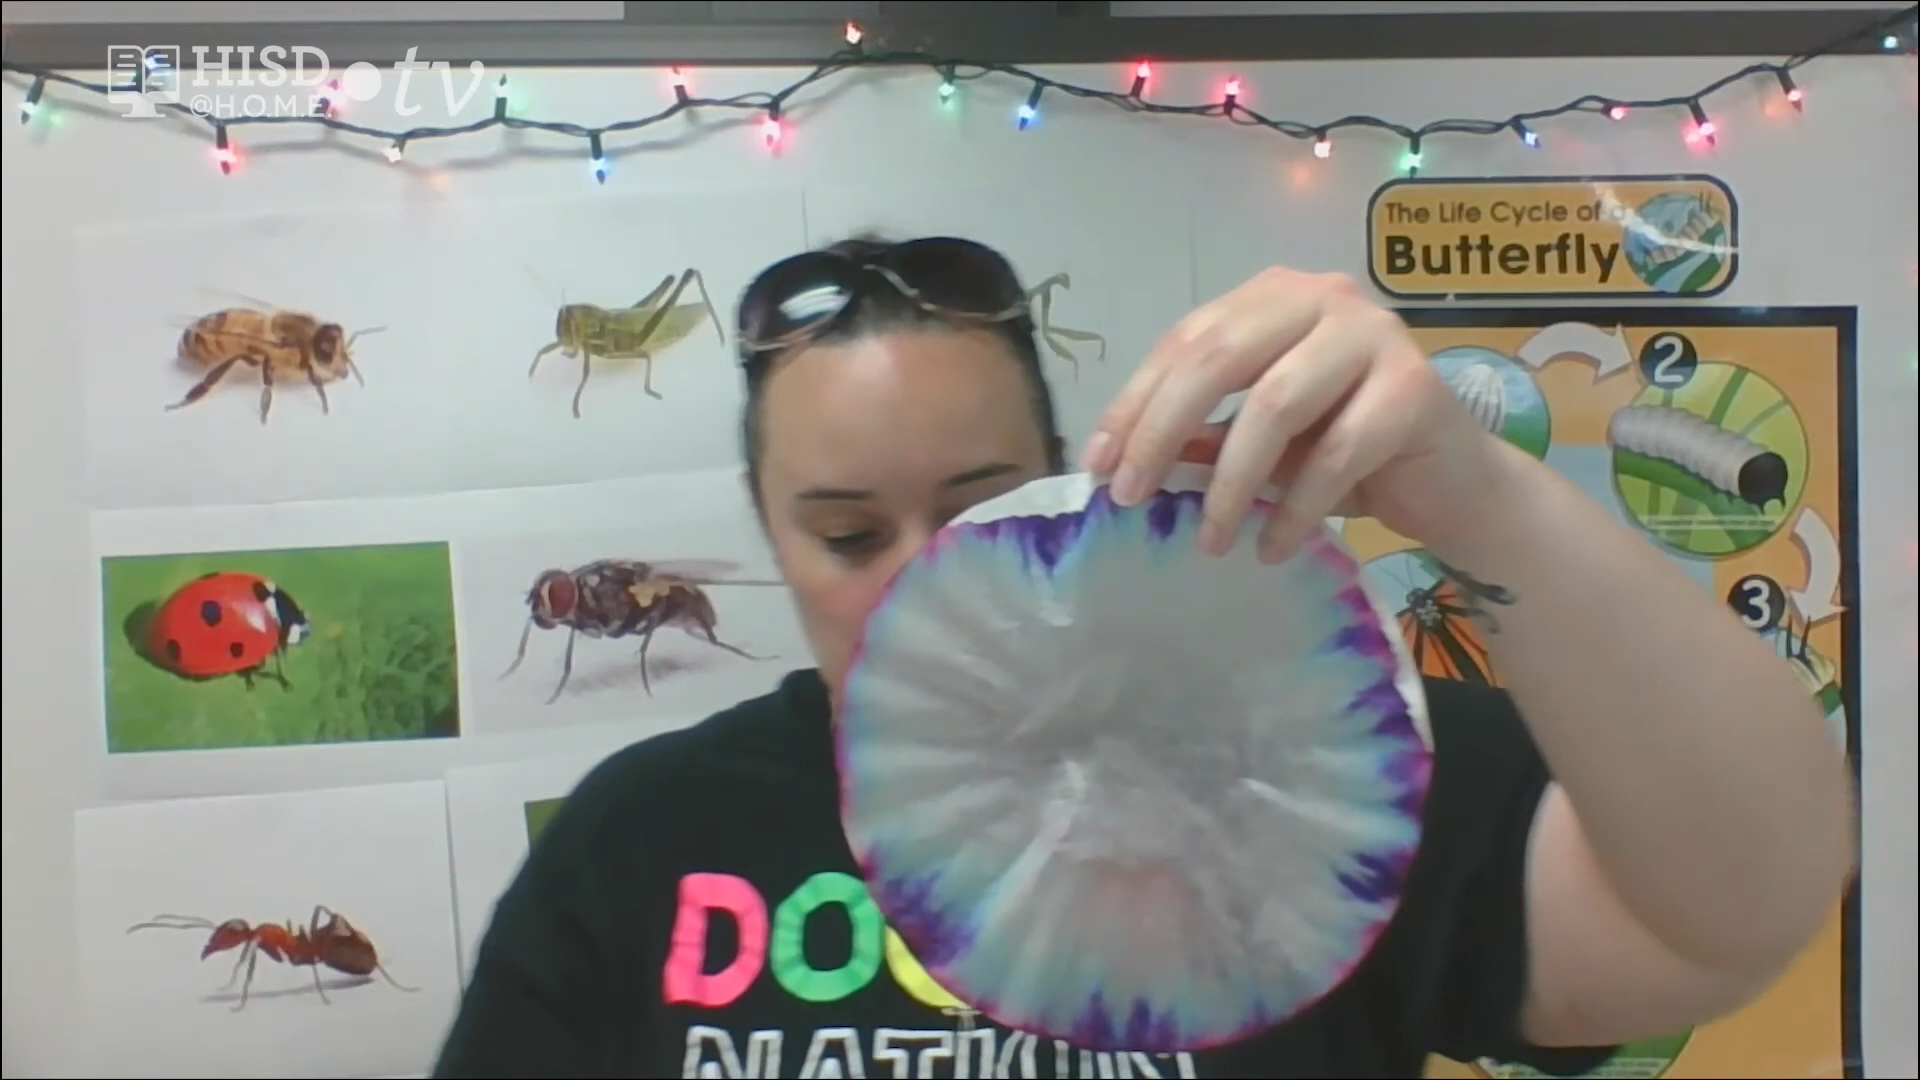 HISD
@H.O.M.E.
tv
The Life Cycle of a
Butterfly
2
3
DO